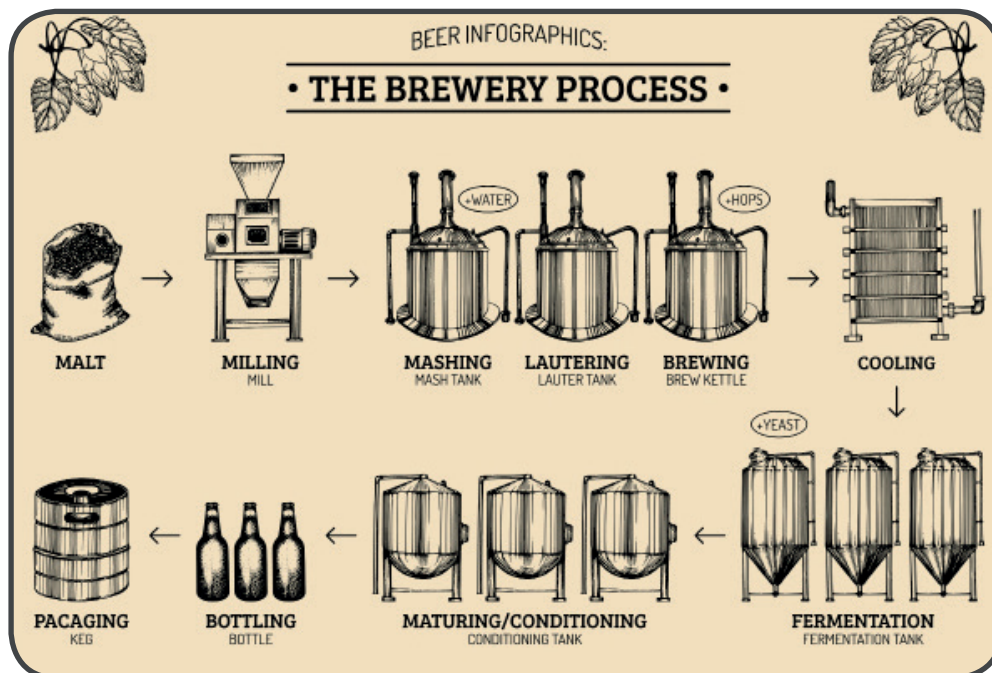 BEER INFOGRAPHICS:
• THE BREWERY PROCESS •
+WATER
+HOPS
MALT
MILLING
MILL
MASHING
MASH TANK
LAUTERING
LAUTER TANK
BREWING
BREW KETTLE
COOLING
+YEAST
PACAGING
KEG
BOTTLING
BOTTLE
MATURING/CONDITIONING
CONDITIONING TANK
FERMENTATION
FERMENTATION TANK